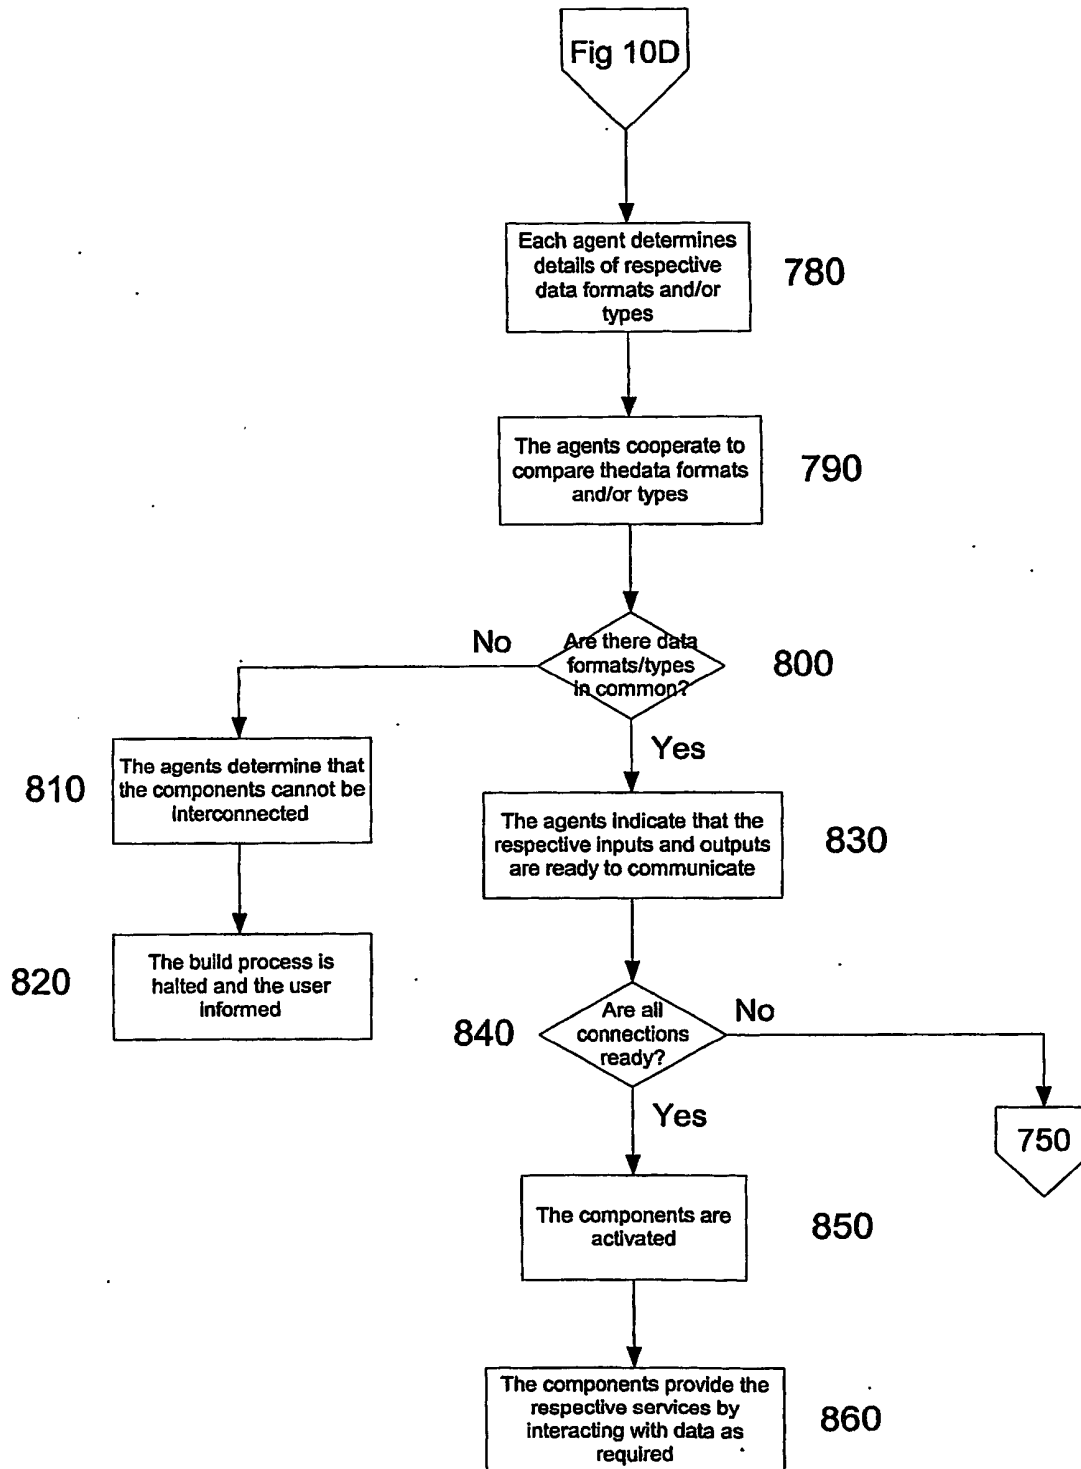 Fig 10D
Each agent determines
details of respective
data formats and/or
types
780
The agents cooperate to
compare thedata formats
and/or types
790
No
Are there data
formats/types
in common?
800
Yes
810
The agents determine that
the components cannot be
interconnected
The agents indicate that the
respective inputs and outputs
are ready to communicate
830
820
The build process is
halted and the user
informed
840
Are all
connections
ready?
No
Yes
750
The components are
activated
850
The components provide the
respective services by
interacting with data as
required
860